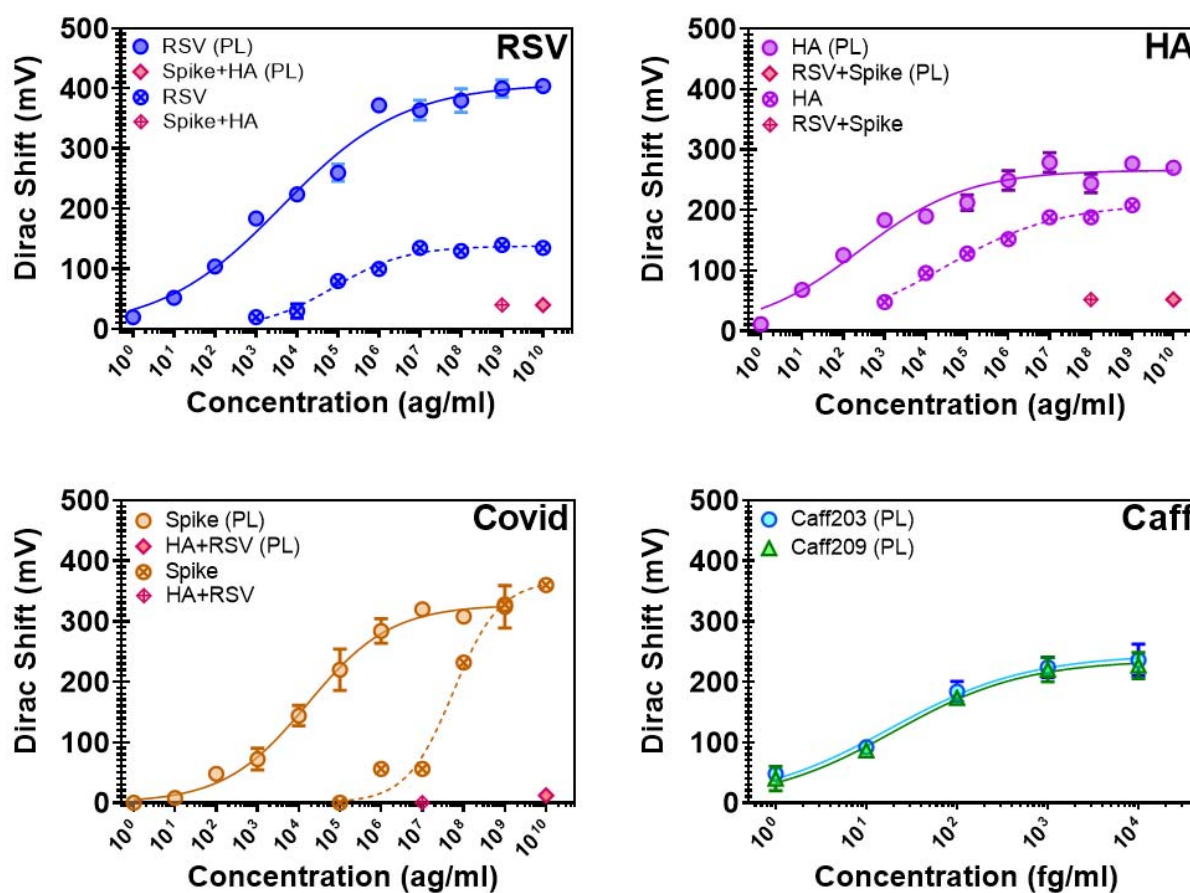 RSV
RSV (PL)
Spike+HA (PL)
RSV
Spike+HA
Dirac Shift (mV)
500
400
300
200
100
0
10⁰ 10¹ 10² 10³ 10⁴ 10⁵ 10⁶ 10⁷ 10⁸ 10⁹ 10¹⁰
Concentration (ag/ml)
HA
HA (PL)
RSV+Spike (PL)
HA
RSV+Spike
Dirac Shift (mV)
500
400
300
200
100
0
10⁰ 10¹ 10² 10³ 10⁴ 10⁵ 10⁶ 10⁷ 10⁸ 10⁹ 10¹⁰
Concentration (ag/ml)
Covid
Spike (PL)
HA+RSV (PL)
Spike
HA+RSV
Dirac Shift (mV)
500
400
300
200
100
0
10⁰ 10¹ 10² 10³ 10⁴ 10⁵ 10⁶ 10⁷ 10⁸ 10⁹ 10¹⁰
Concentration (ag/ml)
Caff
Caff203 (PL)
Caff209 (PL)
Dirac Shift (mV)
500
400
300
200
100
0
10⁰ 10¹ 10² 10³ 10⁴
Concentration (fg/ml)